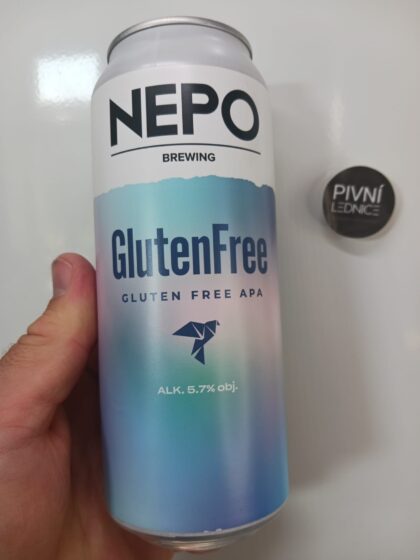 NEPO
BREWING
GlutenFree
GLUTEN FREE APA
ALK. 5.7% obj.
PIVNÍ
LEDNICE